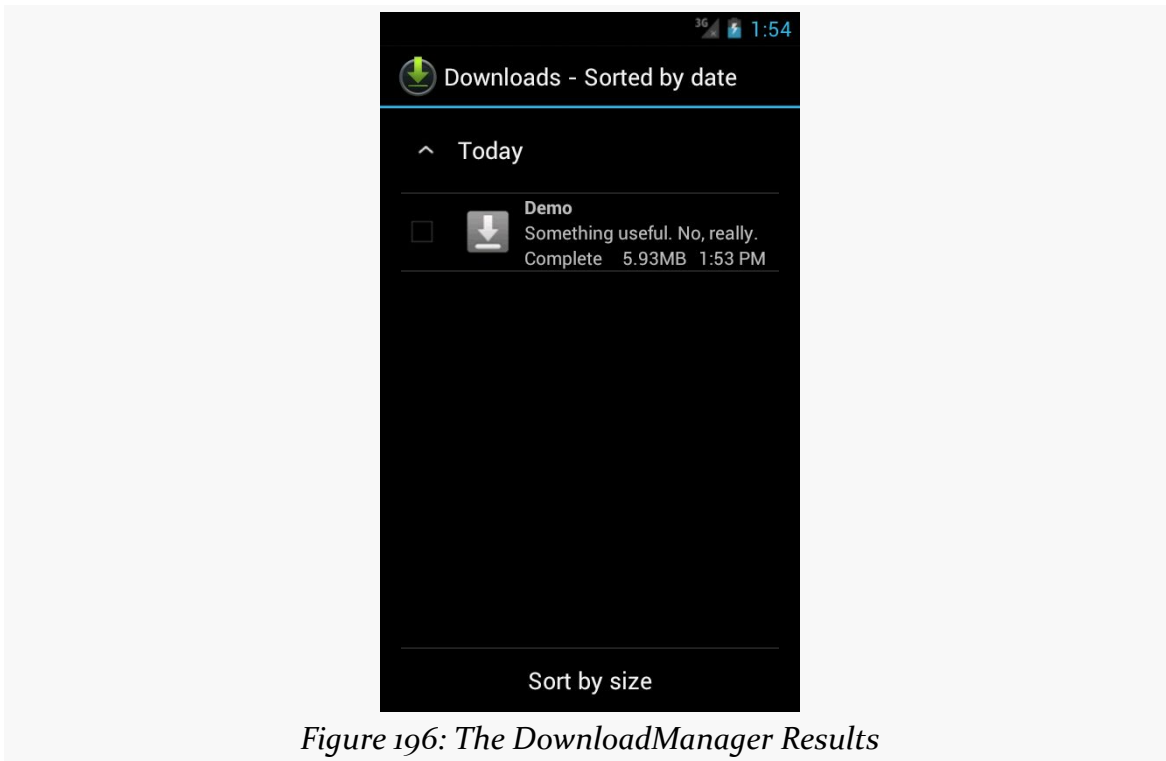 3G 1:54
Downloads - Sorted by date
Today
Demo
Something useful. No, really.
Complete 5.93MB 1:53 PM
Sort by size
Figure 196: The DownloadManager Results